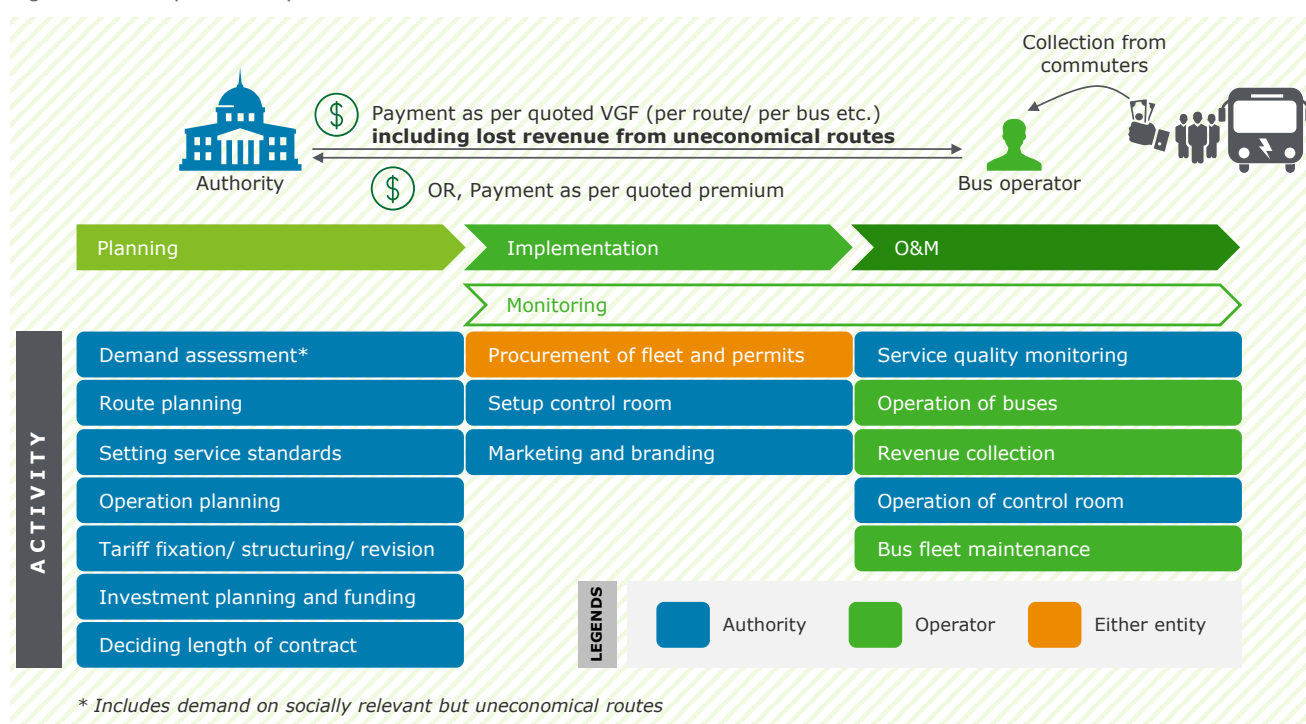 Collection from
commuters
$
Payment as per quoted VGF (per route/ per bus etc.)
including lost revenue from uneconomical routes
Authority
Bus operator
$
OR, Payment as per quoted premium
Planning
Implementation
O&M
Monitoring
ACTIVITY
Demand assessment*
Procurement of fleet and permits
Service quality monitoring
Route planning
Setup control room
Operation of buses
Setting service standards
Marketing and branding
Revenue collection
Operation planning
Operation of control room
Tariff fixation/ structuring/ revision
Bus fleet maintenance
Investment planning and funding
Deciding length of contract
LEGENDS
Authority
Operator
Either entity
* Includes demand on socially relevant but uneconomical routes